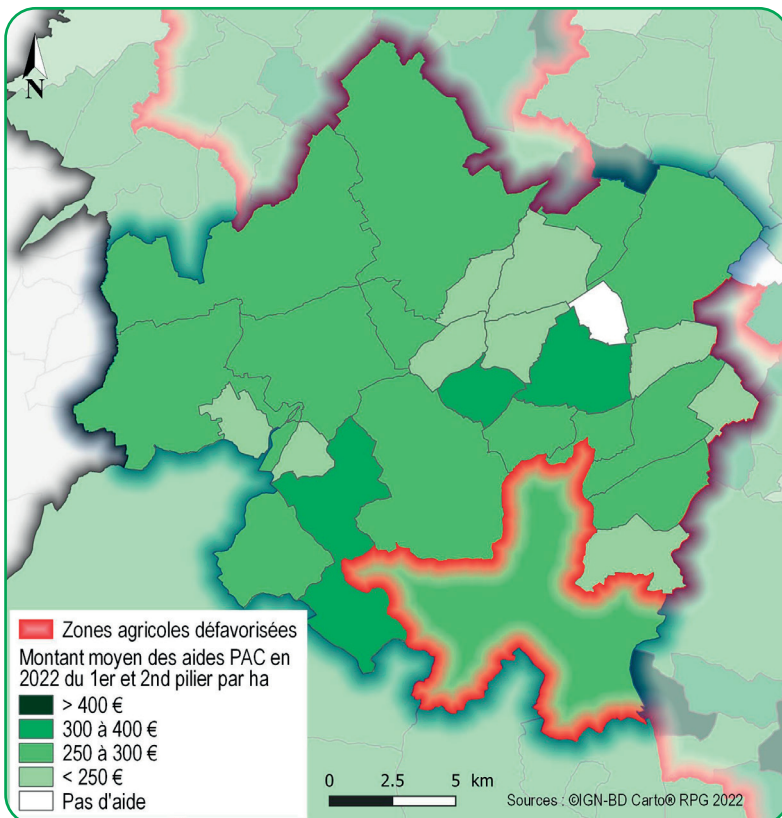 N
Zones agricoles défavorisées
Montant moyen des aides PAC en
2022 du 1er et 2nd pilier par ha
> 400 €
300 à 400 €
250 à 300 €
< 250 €
Pas d'aide
0 2.5 5 km
Sources : ©IGN-BD Carto® RPG 2022